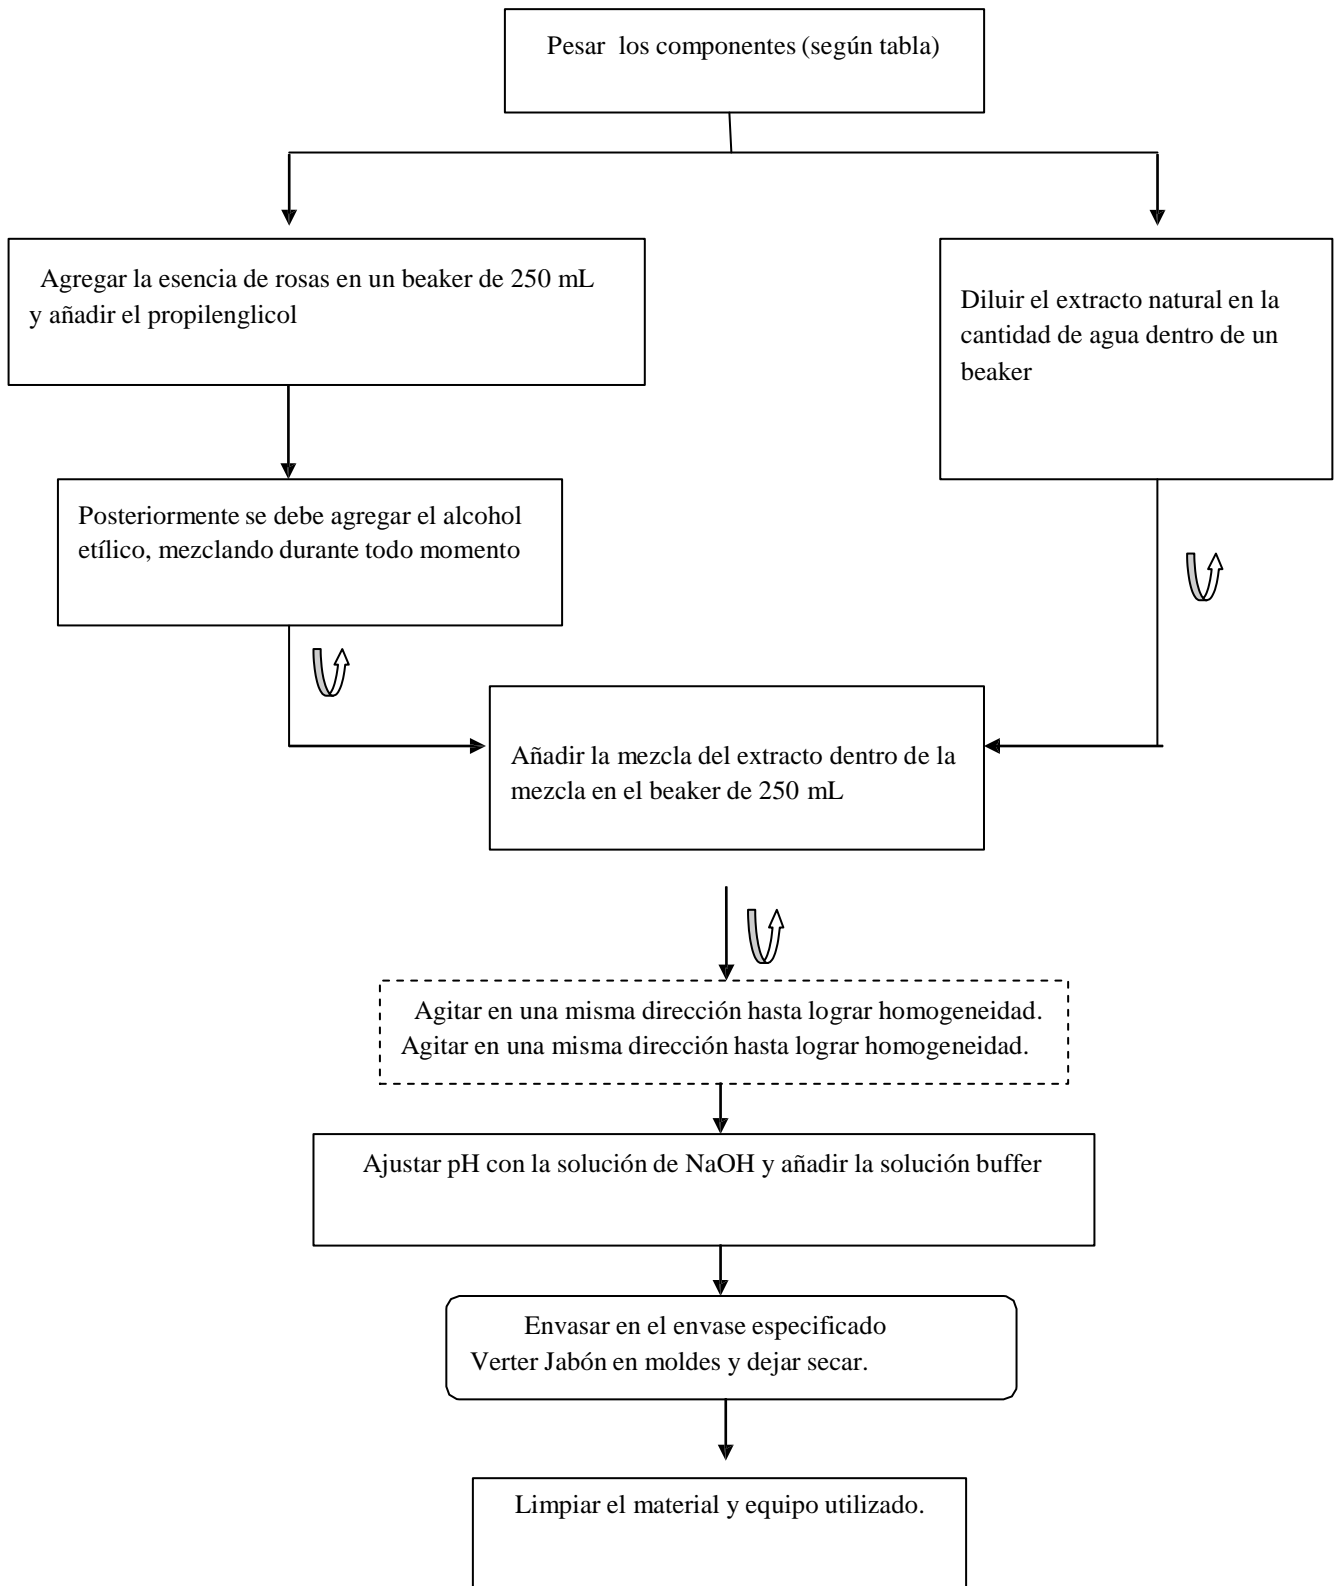 Pesar los componentes (según tabla)
Agregar la esencia de rosas en un beaker de 250 mL
y añadir el propilenglicol
Diluir el extracto natural en la
cantidad de agua dentro de un
beaker
Posteriormente se debe agregar el alcohol
etílico, mezclando durante todo momento
Añadir la mezcla del extracto dentro de la
mezcla en el beaker de 250 mL
Agitar en una misma dirección hasta lograr homogeneidad.
Agitar en una misma dirección hasta lograr homogeneidad.
Ajustar pH con la solución de NaOH y añadir la solución buffer
Envasar en el envase especificado
Verter Jabón en moldes y dejar secar.
Limpiar el material y equipo utilizado.